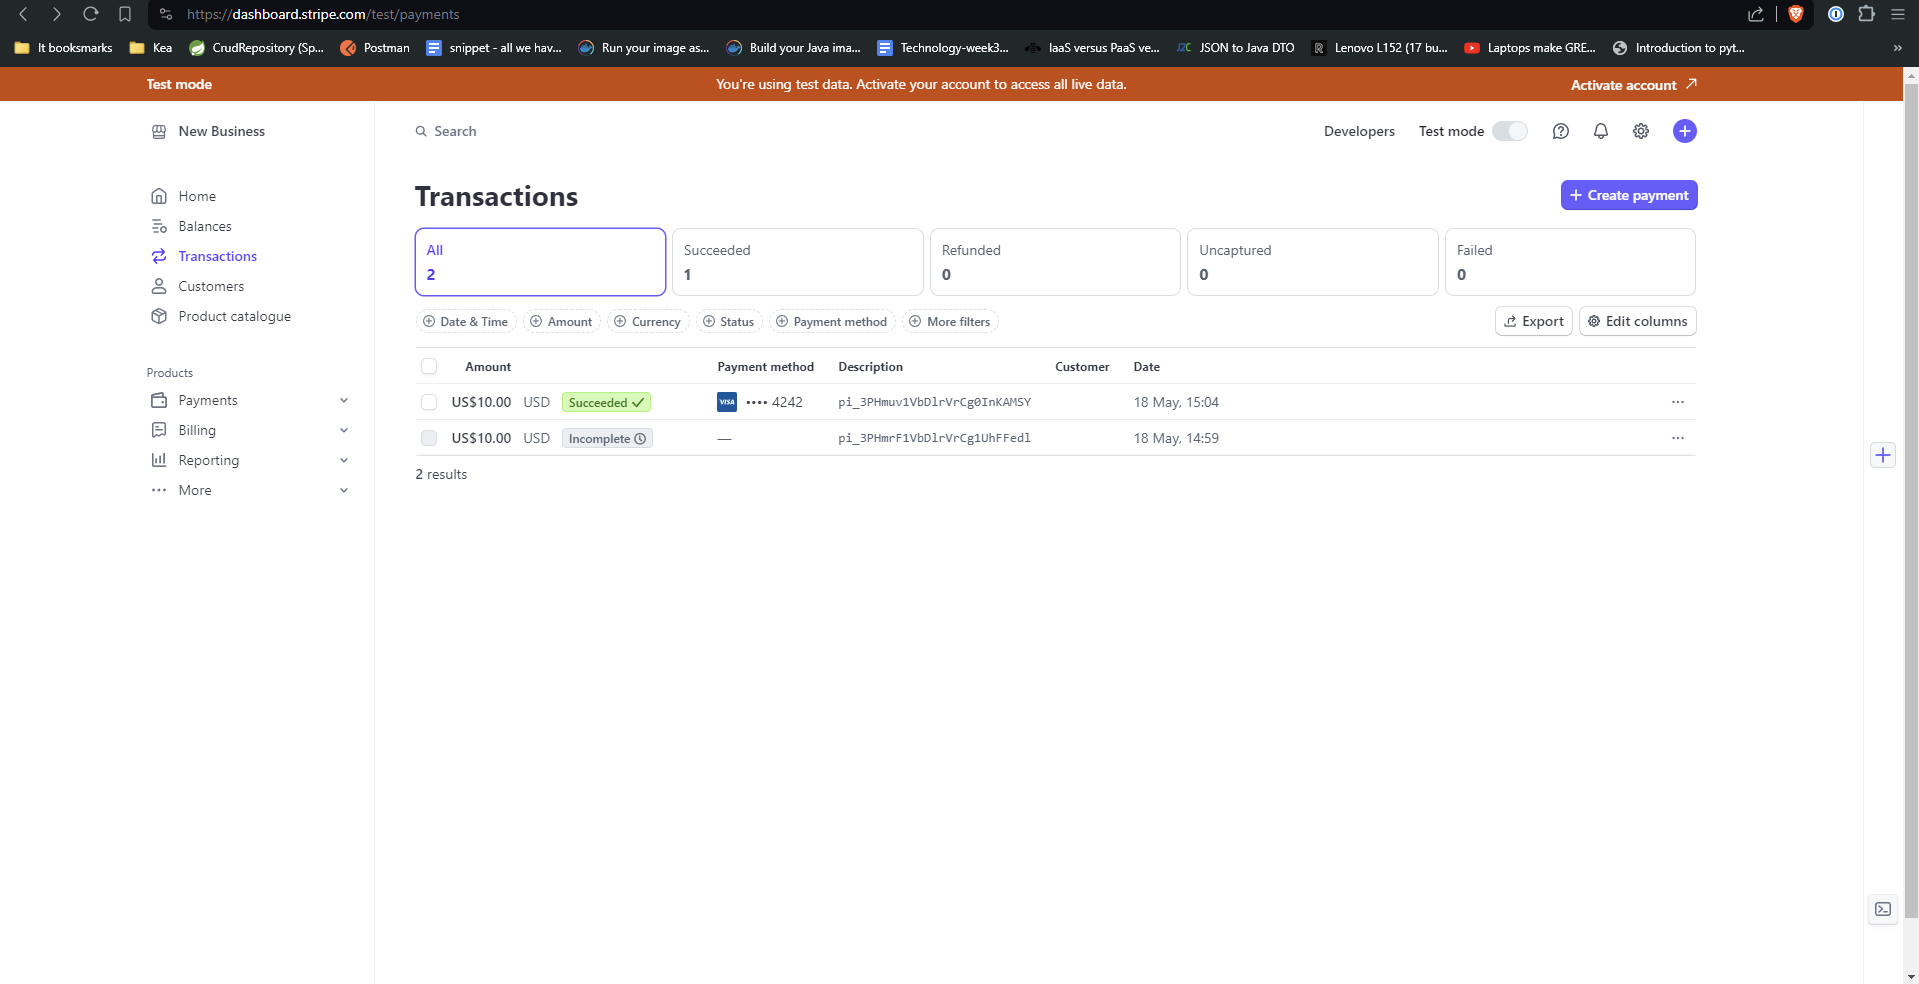 https://dashboard.stripe.com/test/payments
It booksmarks Kea CrudRepository (Sp... Postman snippet - all we hav... Run your image as... Build your Java ima... Technology-week3... IaaS versus PaaS ve... J2C JSON to Java DTO R Lenovo L152 (17 bu... Laptops make GRE... Introduction to pyt... »
Test mode You're using test data. Activate your account to access all live data. Activate account
New Business
Search Developers Test mode
Home
Balances
Transactions
Customers
Product catalogue
Products
Payments
Billing
Reporting
More
Transactions + Create payment
All Succeeded Refunded Uncaptured Failed
2 1 0 0 0
Date & Time Amount Currency Status Payment method More filters Export Edit columns
Amount Payment method Description Customer Date
US$10.00 USD Succeeded VISA •••• 4242 pi_3PHmuv1VbDlrVrCg0InKAMSY 18 May, 15:04 ···
US$10.00 USD Incomplete — pi_3PHmrF1VbDlrVrCg1UhFFedl 18 May, 14:59 ···
2 results